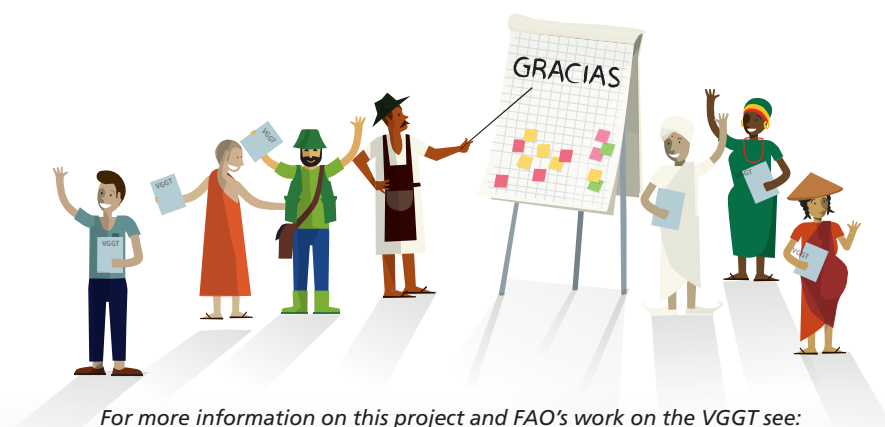 GRACIAS
VGGT
VGGT
VGGT
VGGT
VGGT
VGGT
For more information on this project and FAO's work on the VGGT see: